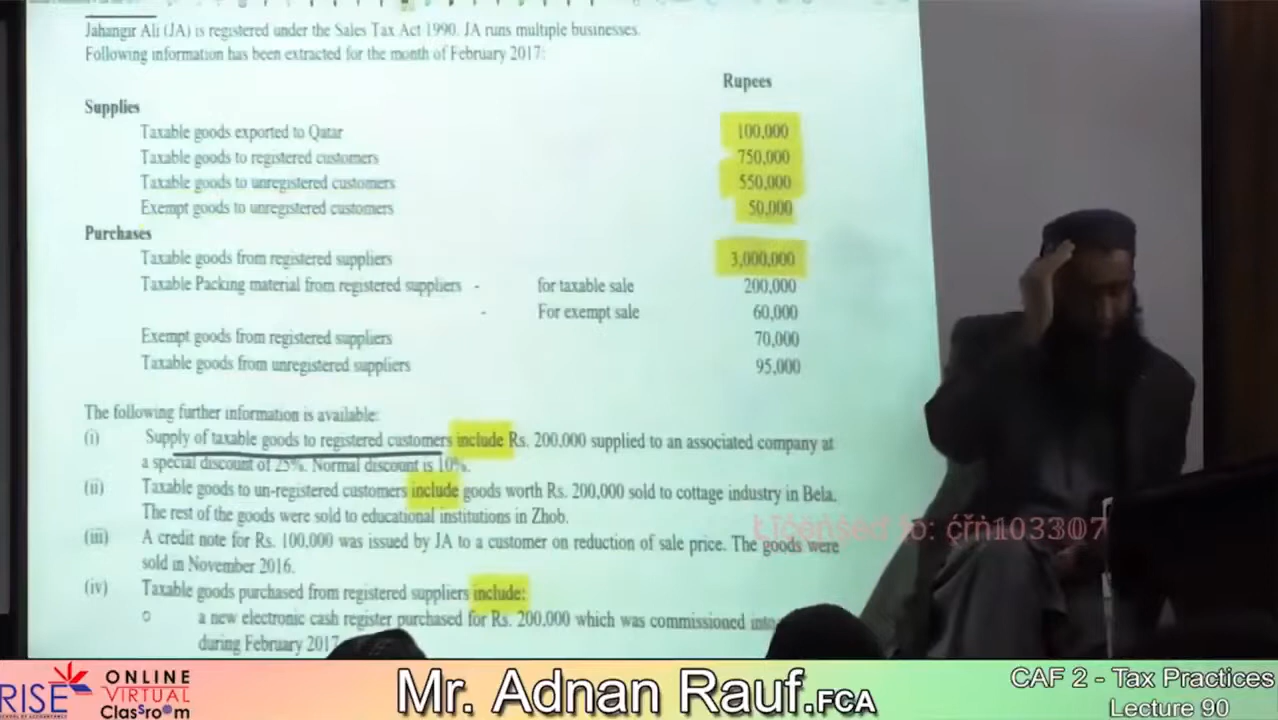 Jahangir Ali (JA) is registered under the Sales Tax Act 1990. JA runs multiple businesses.
Following information has been extracted for the month of February 2017:
Rupees
Supplies
Taxable goods exported to Qatar 100,000
Taxable goods to registered customers 750,000
Taxable goods to unregistered customers 550,000
Exempt goods to unregistered customers 50,000
Purchases
Taxable goods from registered suppliers 3,000,000
Taxable Packing material from registered suppliers - for taxable sale 200,000
- For exempt sale 60,000
Exempt goods from registered suppliers 70,000
Taxable goods from unregistered suppliers 95,000
The following further information is available:
(i) Supply of taxable goods to registered customers include Rs. 200,000 supplied to an associated company at
a special discount of 25%. Normal discount is 10%.
(ii) Taxable goods to un-registered customers include goods worth Rs. 200,000 sold to cottage industry in Bela.
The rest of the goods were sold to educational institutions in Zhob.
(iii) A credit note for Rs. 100,000 was issued by JA to a customer on reduction of sale price. The goods were
sold in November 2016.
(iv) Taxable goods purchased from registered suppliers include:
o a new electronic cash register purchased for Rs. 200,000 which was commissioned into
during February 2017
Licensed to: crn103307
RISE
SCHOOL OF ACCOUNTANCY
ONLINE
VIRTUAL
Classroom
Mr. Adnan Rauf.FCA
CAF 2 - Tax Practices
Lecture 90